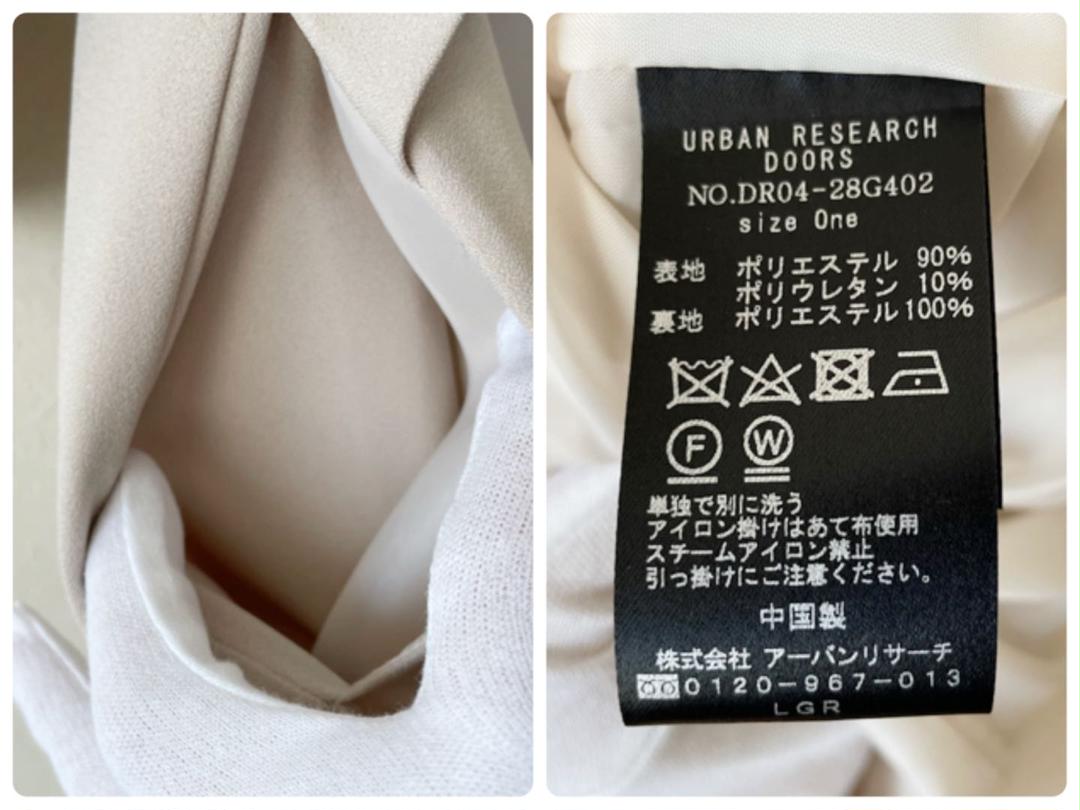 URBAN RESEARCH
DOORS
NO.DR04-28G402
size One
表地 ポリエステル 90%
ポリウレタン 10%
裏地 ポリエステル100%
F W
単独で別に洗う
アイロン掛けはあて布使用
スチームアイロン禁止
引っ掛けにご注意ください。
中国製
株式会社 アーバンリサーチ
0120-967-013
LGR